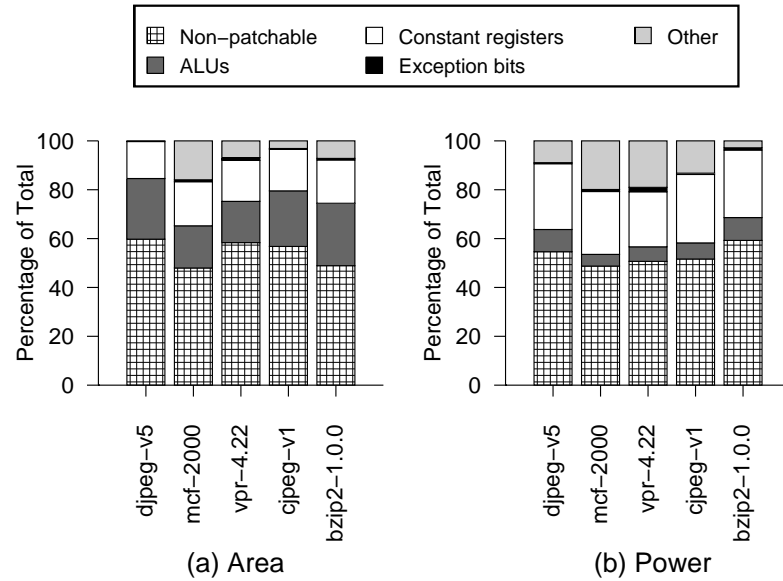 Non-patchable
Constant registers
Other
ALUs
Exception bits
Percentage of Total
100
80
60
40
20
0
djpeg-v5
mcf-2000
vpr-4.22
cjpeg-v1
bzip2-1.0.0
(a) Area
Percentage of Total
100
80
60
40
20
0
djpeg-v5
mcf-2000
vpr-4.22
cjpeg-v1
bzip2-1.0.0
(b) Power